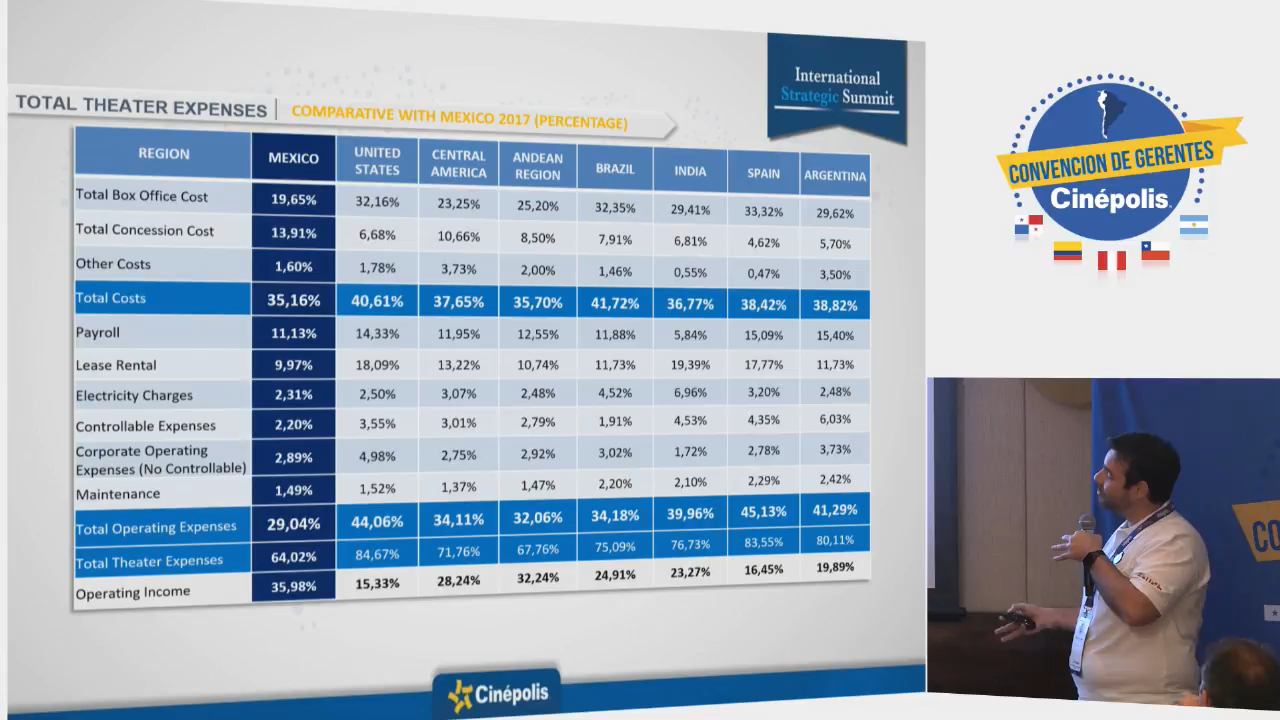 International
Strategic Summit
TOTAL THEATER EXPENSES
COMPARATIVE WITH MEXICO 2017 (PERCENTAGE)
REGION MEXICO UNITED STATES CENTRAL AMERICA ANDEAN REGION BRAZIL INDIA SPAIN ARGENTINA
Total Box Office Cost 19,65% 32,16% 23,25% 25,20% 32,35% 29,41% 33,32% 29,62%
Total Concession Cost 13,91% 6,68% 10,66% 8,50% 7,91% 6,81% 4,62% 5,70%
Other Costs 1,60% 1,78% 3,73% 2,00% 1,46% 0,55% 0,47% 3,50%
Total Costs 35,16% 40,61% 37,65% 35,70% 41,72% 36,77% 38,42% 38,82%
Payroll 11,13% 14,33% 11,95% 12,55% 11,88% 5,84% 15,09% 15,40%
Lease Rental 9,97% 18,09% 13,22% 10,74% 11,73% 19,39% 17,77% 11,73%
Electricity Charges 2,31% 2,50% 3,07% 2,48% 4,52% 6,96% 3,20% 2,48%
Controllable Expenses 2,20% 3,55% 3,01% 2,79% 1,91% 4,53% 4,35% 6,03%
Corporate Operating
Expenses (No Controllable) 2,89% 4,98% 2,75% 2,92% 3,02% 1,72% 2,78% 3,73%
Maintenance 1,49% 1,52% 1,37% 1,47% 2,20% 2,10% 2,29% 2,42%
Total Operating Expenses 29,04% 44,06% 34,11% 32,06% 34,18% 39,96% 45,13% 41,29%
Total Theater Expenses 64,02% 84,67% 71,76% 67,76% 75,09% 76,73% 83,55% 80,11%
Operating Income 35,98% 15,33% 28,24% 32,24% 24,91% 23,27% 16,45% 19,89%
Cinépolis
CONVENCION DE GERENTES
Cinépolis
CO